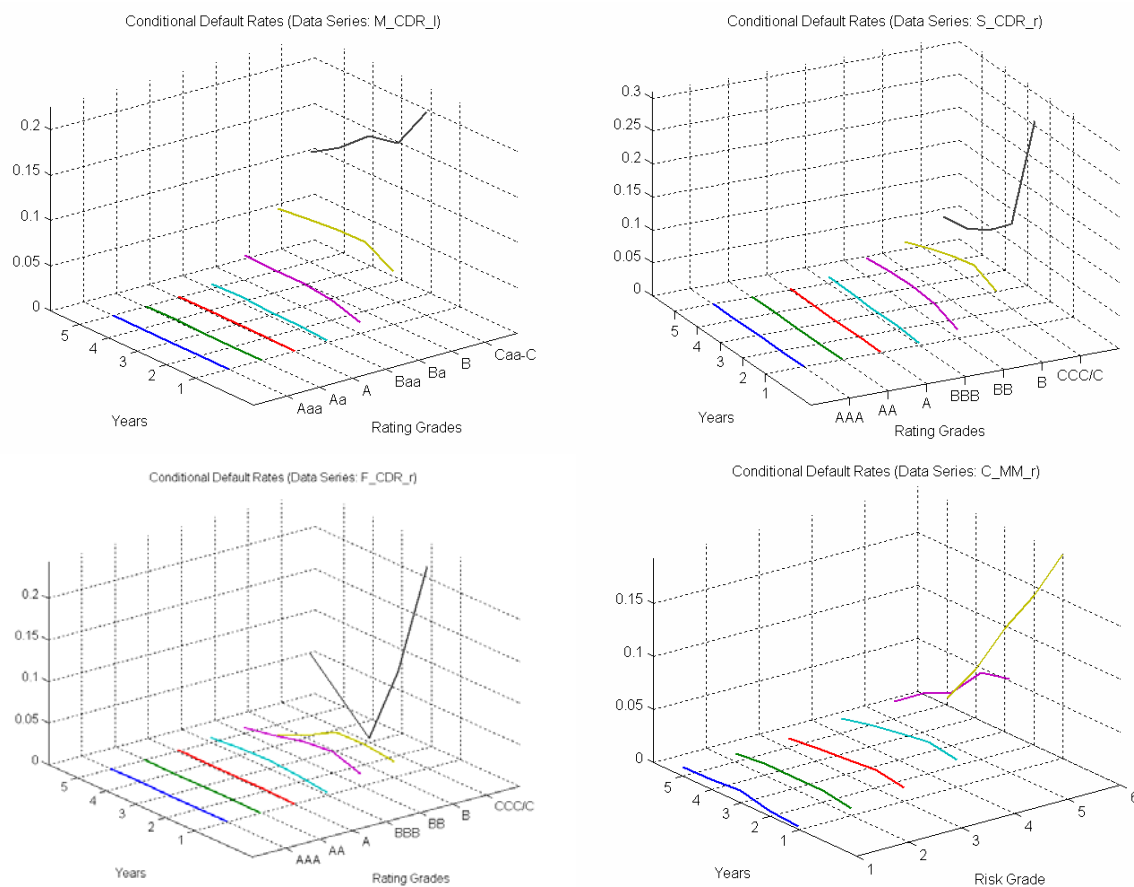 Conditional Default Rates (Data Series: M_CDR_l)
0.2
0.15
0.1
0.05
0
5
4
3
2
1
Years
Aaa
Aa
A
Baa
Ba
B
Caa-C
Rating Grades
Conditional Default Rates (Data Series: S_CDR_r)
0.3
0.25
0.2
0.15
0.1
0.05
0
5
4
3
2
1
Years
AAA
AA
A
BBB
BB
B
CCC/C
Rating Grades
Conditional Default Rates (Data Series: F_CDR_r)
0.2
0.15
0.1
0.05
0
5
4
3
2
1
Years
AAA
AA
A
BBB
BB
B
CCC/C
Rating Grades
Conditional Default Rates (Data Series: C_MM_r)
0.15
0.1
0.05
0
5
4
3
2
1
Years
1
2
3
4
5
6
Risk Grade